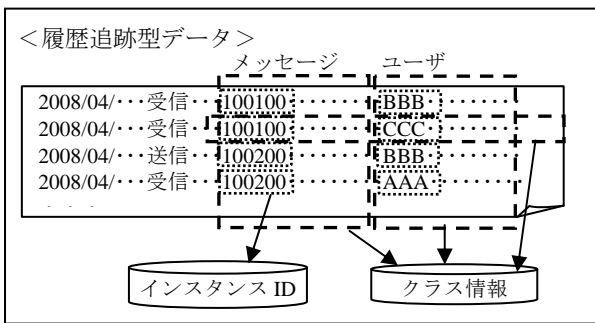 ＜履歴追跡型データ＞
メッセージ ユーザ
2008/04/・・・受信・・100100・・・・・・・BBB・・・・・・
2008/04/・・・受信・・100100・・・・・・・CCC・・・・・・
2008/04/・・・送信・・100200・・・・・・・BBB・・・・・・
2008/04/・・・受信・・100200・・・・・・・AAA・・・・・・
・・・
インスタンス ID クラス情報